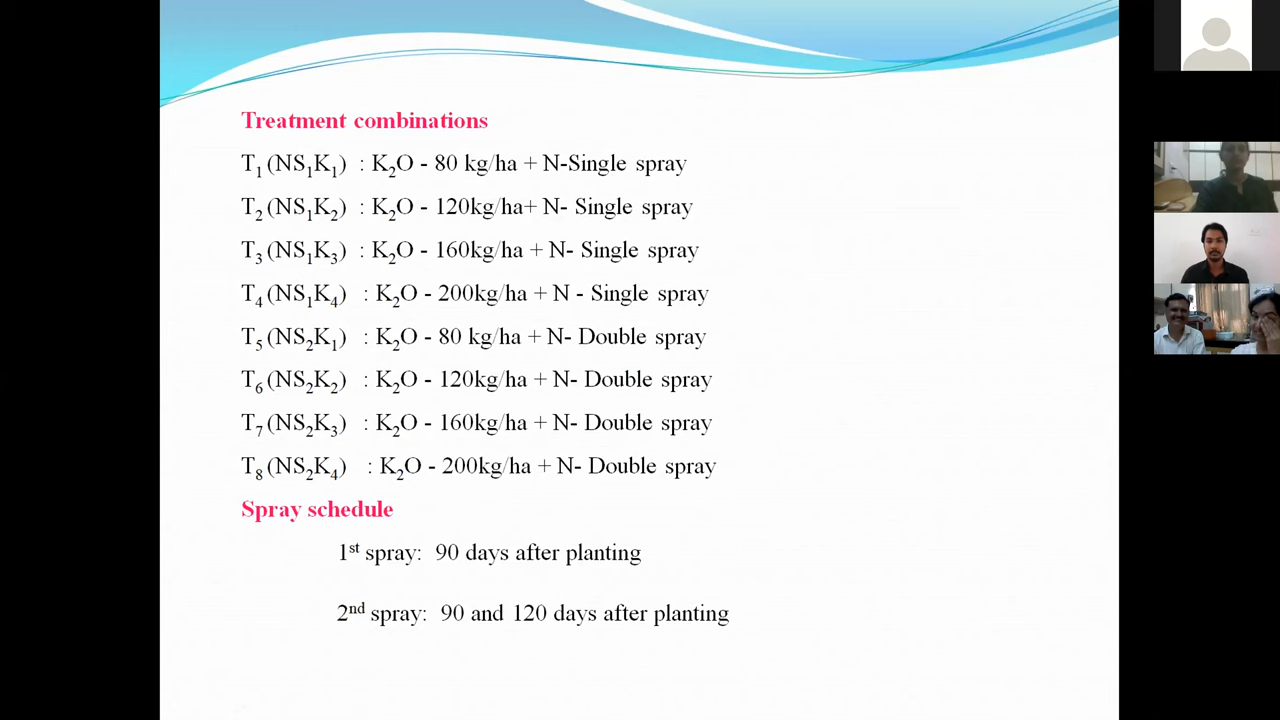 Treatment combinations
T₁ (NS₁K₁) : K₂O - 80 kg/ha + N-Single spray
T₂ (NS₁K₂) : K₂O - 120kg/ha+ N- Single spray
T₃ (NS₁K₃) : K₂O - 160kg/ha + N- Single spray
T₄ (NS₁K₄) : K₂O - 200kg/ha + N - Single spray
T₅ (NS₂K₁) : K₂O - 80 kg/ha + N- Double spray
T₆ (NS₂K₂) : K₂O - 120kg/ha + N- Double spray
T₇ (NS₂K₃) : K₂O - 160kg/ha + N- Double spray
T₈ (NS₂K₄) : K₂O - 200kg/ha + N- Double spray
Spray schedule
1st spray: 90 days after planting
2nd spray: 90 and 120 days after planting